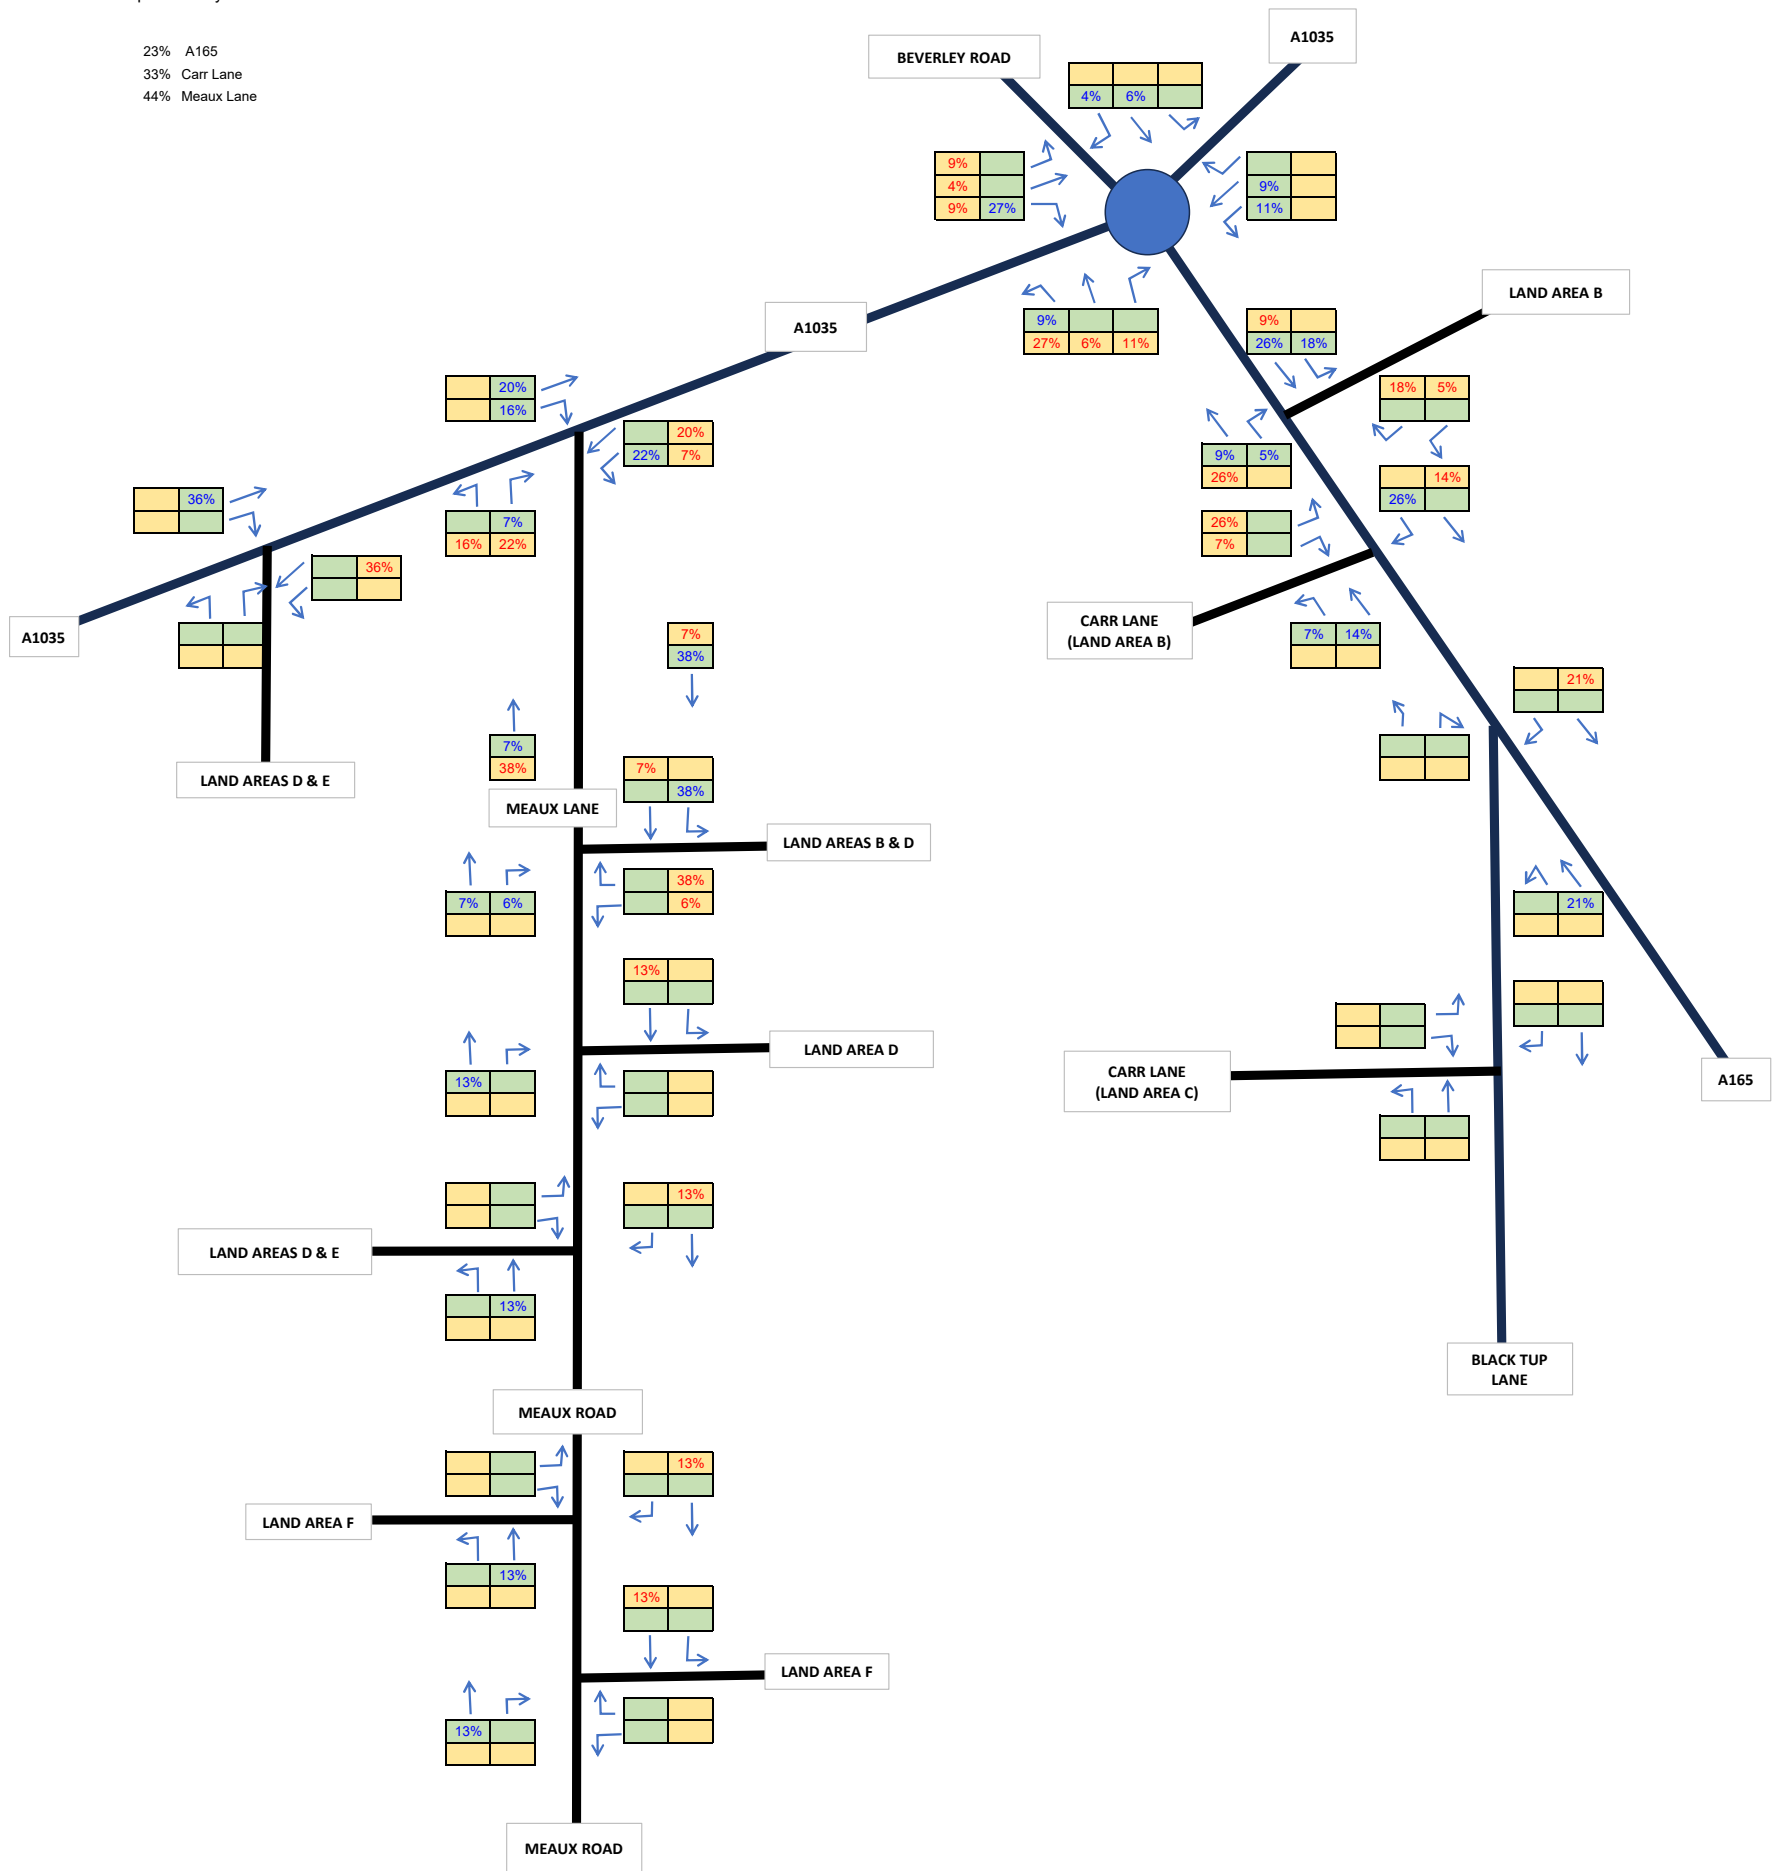 23% A165
33% Carr Lane
44% Meaux Lane
BEVERLEY ROAD
A1035
4% 6%
9%
4%
9% 27%
9%
11%
9%
27% 6% 11%
LAND AREA B
9%
26% 18%
A1035
18% 5%
9% 5%
26%
14%
26%
26%
7%
20%
16%
20%
22% 7%
36%
7%
16% 22%
36%
A1035
CARR LANE
(LAND AREA B)
7% 14%
21%
7%
38%
7%
38%
LAND AREAS D & E
MEAUX LANE
7%
38%
LAND AREAS B & D
7% 6%
38%
6%
21%
13%
LAND AREA D
13%
CARR LANE
(LAND AREA C)
A165
13%
LAND AREAS D & E
13%
BLACK TUP
LANE
MEAUX ROAD
13%
LAND AREA F
13%
13%
LAND AREA F
13%
MEAUX ROAD